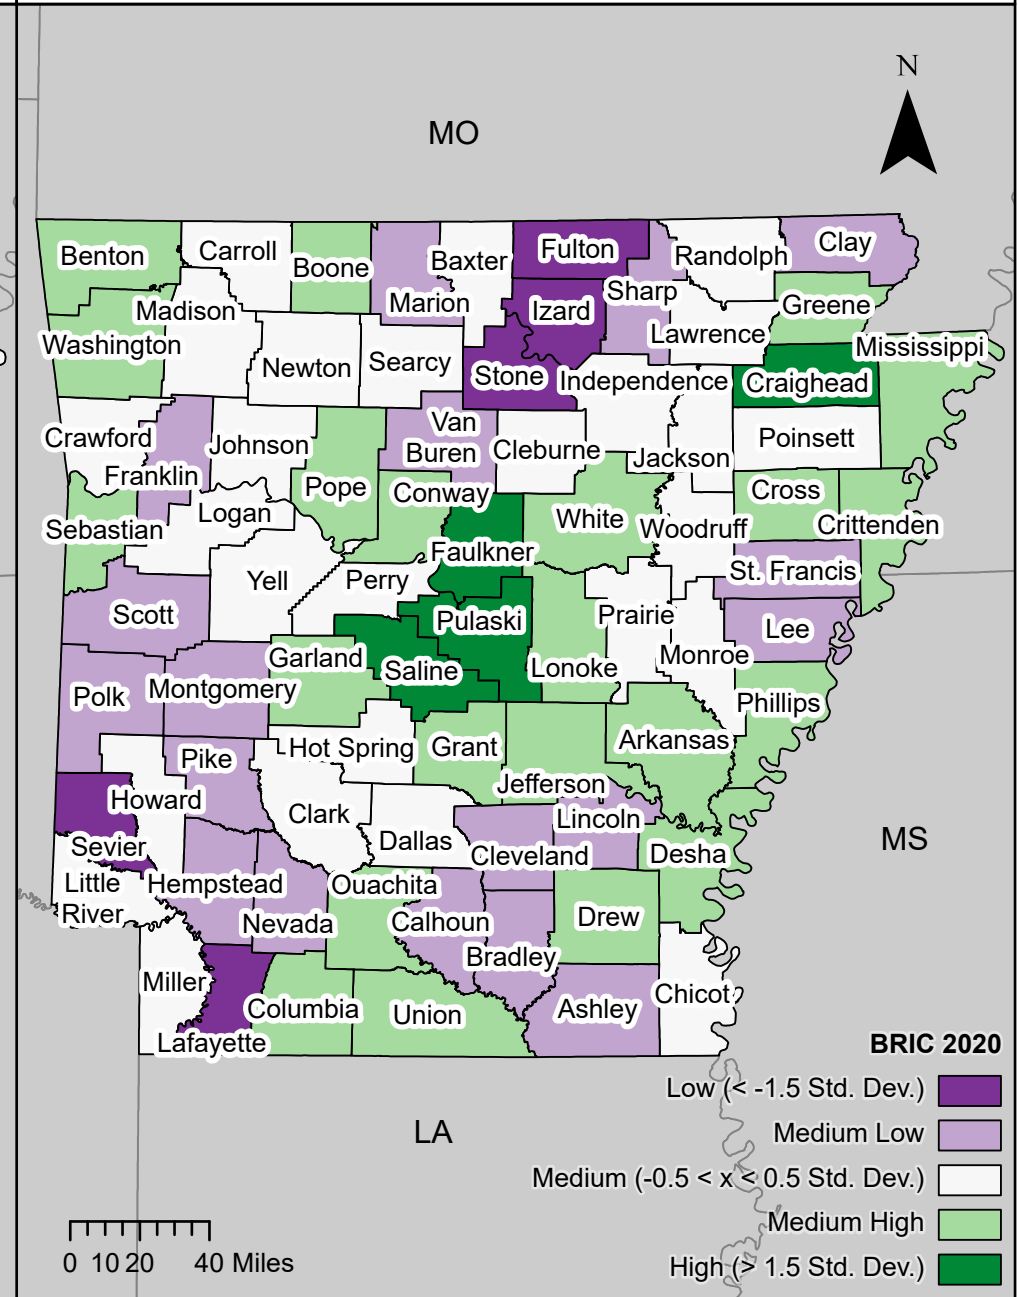 N
MO
Benton
Carroll
Boone
Marion
Baxter
Fulton
Sharp
Randolph
Clay
Madison
Izard
Greene
Washington
Lawrence
Mississippi
Newton
Searcy
Stone
Independence
Craighead
Crawford
Franklin
Johnson
Van
Buren
Cleburne
Jackson
Poinsett
Pope
Conway
Cross
Sebastian
Logan
White
Woodruff
Crittenden
Faulkner
Yell
Perry
St. Francis
Scott
Pulaski
Prairie
Lee
Garland
Saline
Lonoke
Monroe
Polk
Montgomery
Phillips
Pike
Hot Spring
Grant
Arkansas
Howard
Jefferson
Clark
Lincoln
Dallas
MS
Sevier
Cleveland
Desha
Little
River
Hempstead
Ouachita
Nevada
Calhoun
Drew
Bradley
Miller
Chicot
Columbia
Union
Ashley
Lafayette
LA
BRIC 2020
Low (< -1.5 Std. Dev.)
Medium Low
Medium (-0.5 < x < 0.5 Std. Dev.)
Medium High
High (> 1.5 Std. Dev.)
0 10 20 40 Miles